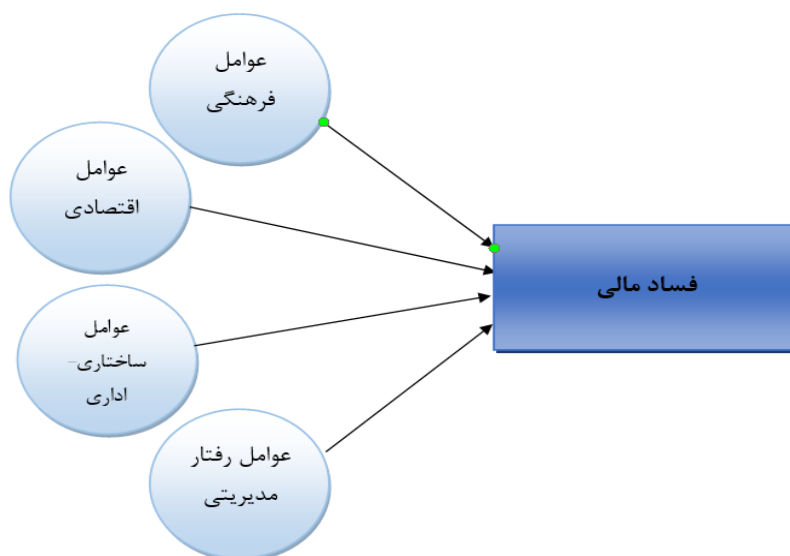 عوامل
فرهنگی
عوامل
اقتصادی
فساد مالی
عوامل
ساختاری-
اداری
عوامل رفتار
مدیریتی